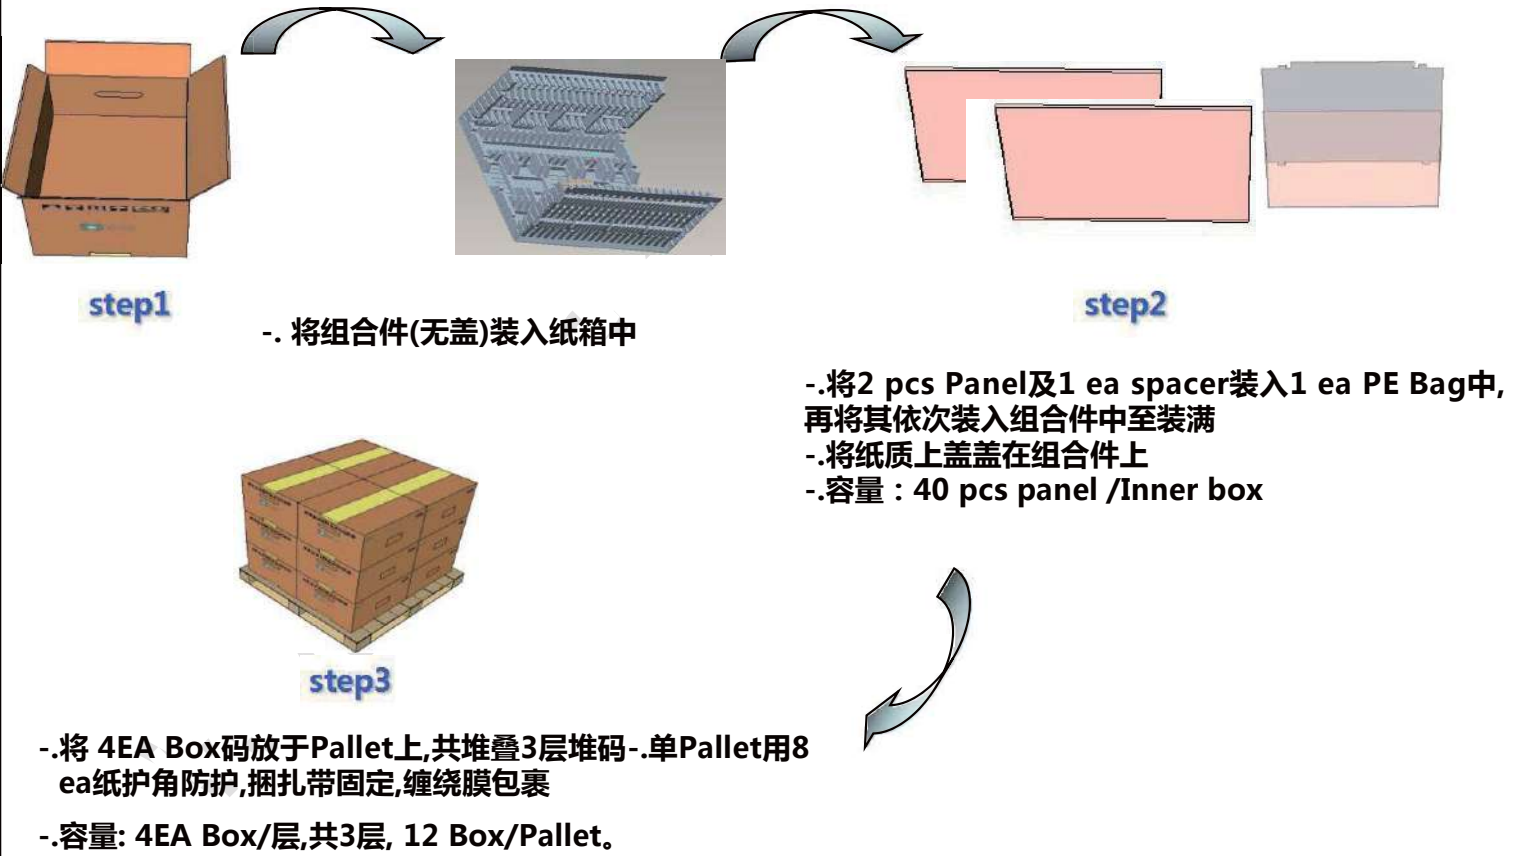 step1
-. 将组合件(无盖)装入纸箱中
step2
-.将2 pcs Panel及1 ea spacer装入1 ea PE Bag中,
再将其依次装入组合件中至装满
-.将纸质上盖盖在组合件上
-.容量：40 pcs panel /Inner box
step3
-.将 4EA Box码放于Pallet上,共堆叠3层堆码-.单Pallet用8
ea纸护角防护,捆扎带固定,缠绕膜包裹
-.容量: 4EA Box/层,共3层, 12 Box/Pallet。